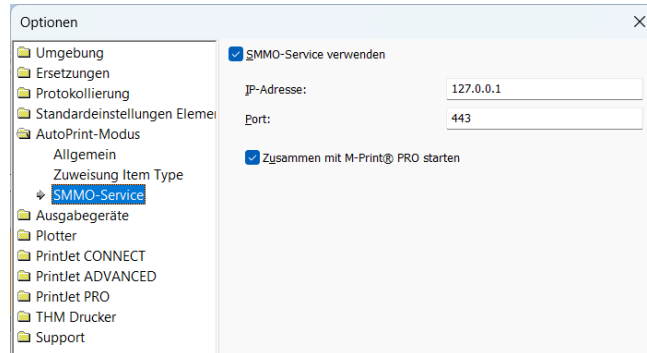 Optionen
Umgebung
Ersetzungen
Protokollierung
Standardeinstellungen Elemen
AutoPrint-Modus
Allgemein
Zuweisung Item Type
SMMO-Service
Ausgabegeräte
Plotter
PrintJet CONNECT
PrintJet ADVANCED
PrintJet PRO
THM Drucker
Support
SMMO-Service verwenden
IP-Adresse: 127.0.0.1
Port: 443
Zusammen mit M-Print® PRO starten